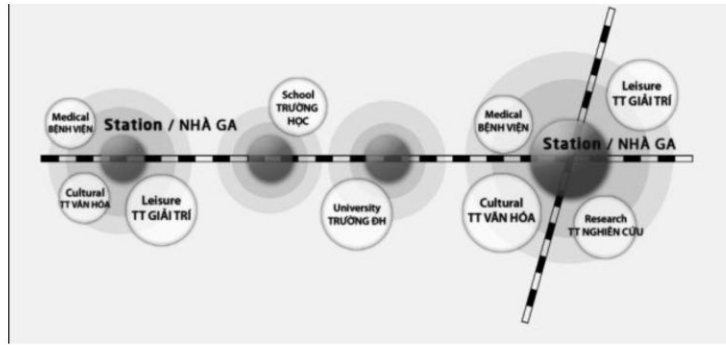 Medical
BỆNH VIỆN
Station / NHÀ GA
Cultural
TT VĂN HÓA
Leisure
TT GIẢI TRÍ
School
TRƯỜNG
HỌC
University
TRƯỜNG ĐH
Medical
BỆNH VIỆN
Leisure
TT GIẢI TRÍ
Station / NHÀ GA
Cultural
TT VĂN HÓA
Research
TT NGHIÊN CỨU